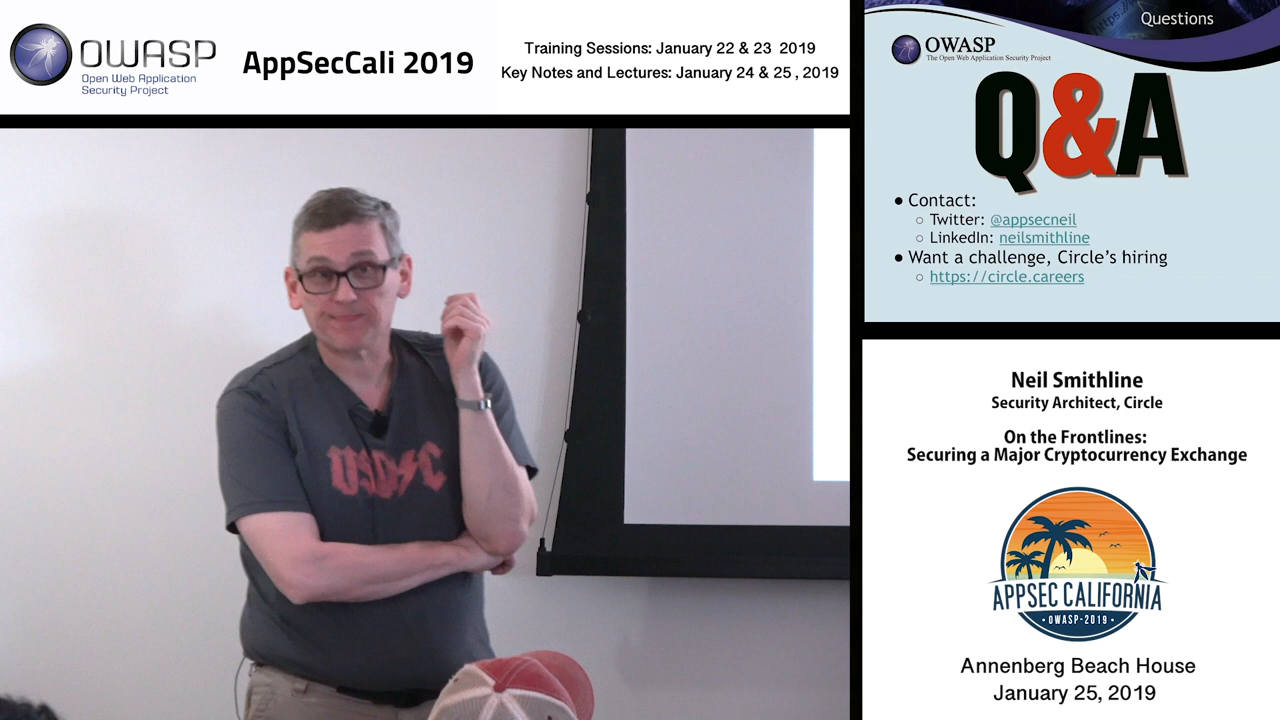 OWASP
Open Web Application
Security Project
AppSecCali 2019
Training Sessions: January 22 & 23 2019
Key Notes and Lectures: January 24 & 25 , 2019
USD⚡C
Questions
OWASP
The Open Web Application Security Project
Q&A
● Contact:
○ Twitter: @appsecneil
○ LinkedIn: neilsmithline
● Want a challenge, Circle's hiring
○ https://circle.careers
Neil Smithline
Security Architect, Circle
On the Frontlines:
Securing a Major Cryptocurrency Exchange
APPSEC CALIFORNIA
• OWASP-2019 •
Annenberg Beach House
January 25, 2019